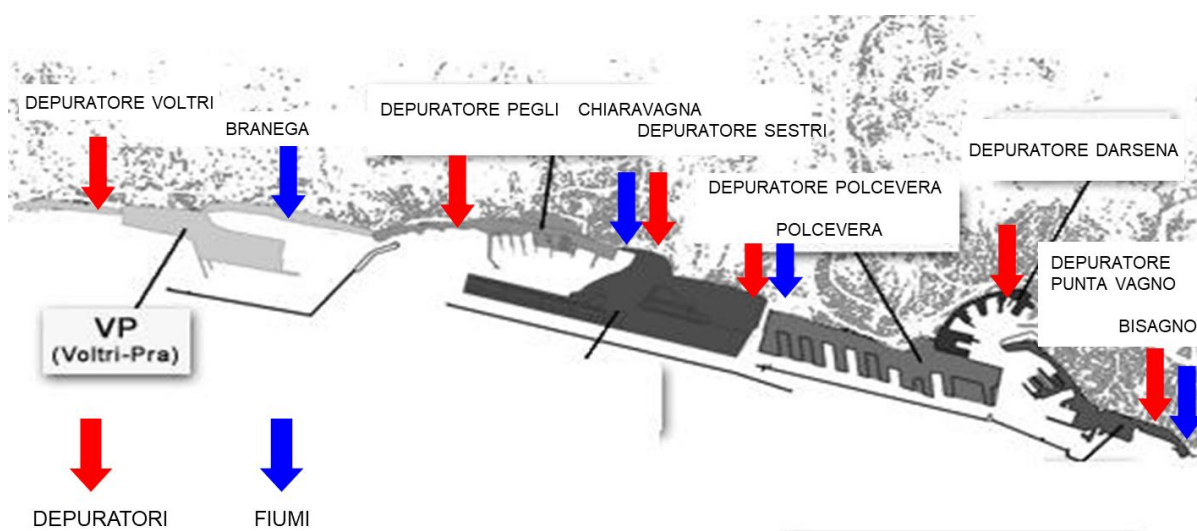 DEPURATORE VOLTRI
BRANEGA
DEPURATORE PEGLI
CHIARAVAGNA
DEPURATORE SESTRI
DEPURATORE POLCEVERA
POLCEVERA
DEPURATORE DARSENA
DEPURATORE
PUNTA VAGNO
BISAGNO
VP
(Voltri-Pra)
DEPURATORI
FIUMI